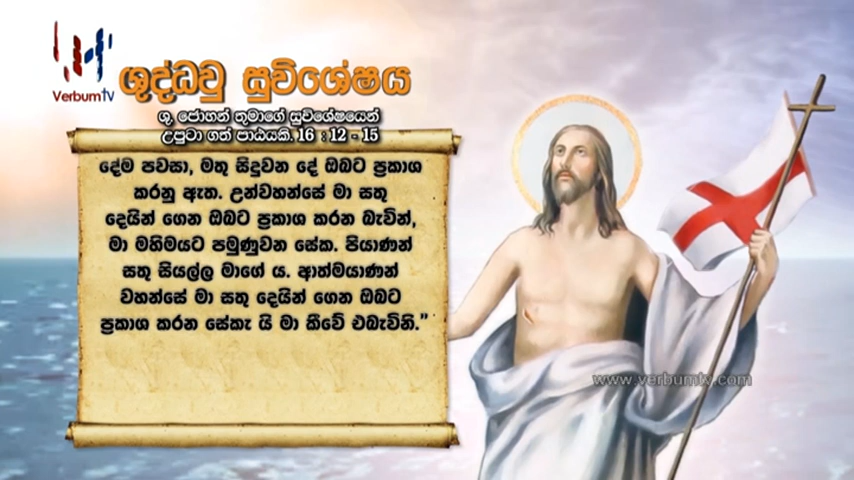 VerbumTV
ශුද්ධවූ සුවිශේෂය
ශු. ජොහන් තුමාගේ සුවිශේෂයෙන්
උපුටා ගත් පාඨයකි. 16 : 12 - 15
දේම පවසා, මතු සිදුවන දේ ඔබට ප්‍රකාශ
කරනු ඇත. උන්වහන්සේ මා සතු
දෙයින් ගෙන ඔබට ප්‍රකාශ කරන බැවින්,
මා මහිමයට පමුණුවන සේක. පියාණන්
සතු සියල්ල මාගේ ය. ආත්මයාණන්
වහන්සේ මා සතු දෙයින් ගෙන ඔබට
ප්‍රකාශ කරන සේකැ යි මා කීවේ එබැවිනි.”
www.verbumtv.com